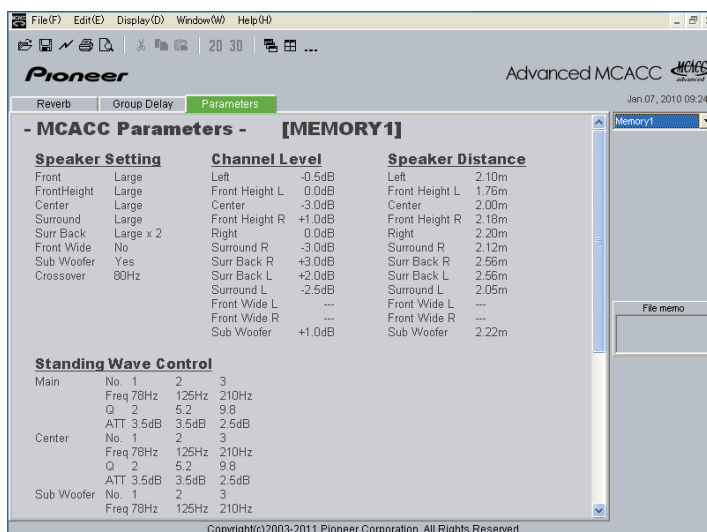 MCACC File(F) Edit(E) Display(D) Window(W) Help(H)
2D 3D ...
Pioneer Advanced MCACC MCACC advanced
Reverb Group Delay Parameters Jan.07, 2010 09:24
- MCACC Parameters - [MEMORY1] Memory1
Speaker Setting Channel Level Speaker Distance
Front Large Left -0.5dB Left 2.10m
FrontHeight Large Front Height L 0.0dB Front Height L 1.76m
Center Large Center -3.0dB Center 2.00m
Surround Large Front Height R +1.0dB Front Height R 2.18m
Surr Back Large x 2 Right 0.0dB Right 2.20m
Front Wide No Surround R -3.0dB Surround R 2.12m
Sub Woofer Yes Surr Back R +3.0dB Surr Back R 2.56m
Crossover 80Hz Surr Back L +2.0dB Surr Back L 2.56m
Surround L -2.5dB Surround L 2.05m
Front Wide L --- Front Wide L ---
Front Wide R --- Front Wide R ---
Sub Woofer +1.0dB Sub Woofer 2.22m
File memo
Standing Wave Control
Main No. 1 2 3
Freq 78Hz 125Hz 210Hz
Q 2 5.2 9.8
ATT 3.5dB 3.5dB 2.5dB
Center No. 1 2 3
Freq 78Hz 125Hz 210Hz
Q 2 5.2 9.8
ATT 3.5dB 3.5dB 2.5dB
Sub Woofer No. 1 2 3
Freq 78Hz 125Hz 210Hz
Copyright(c)2003-2011 Pioneer Corporation. All Rights Reserved.